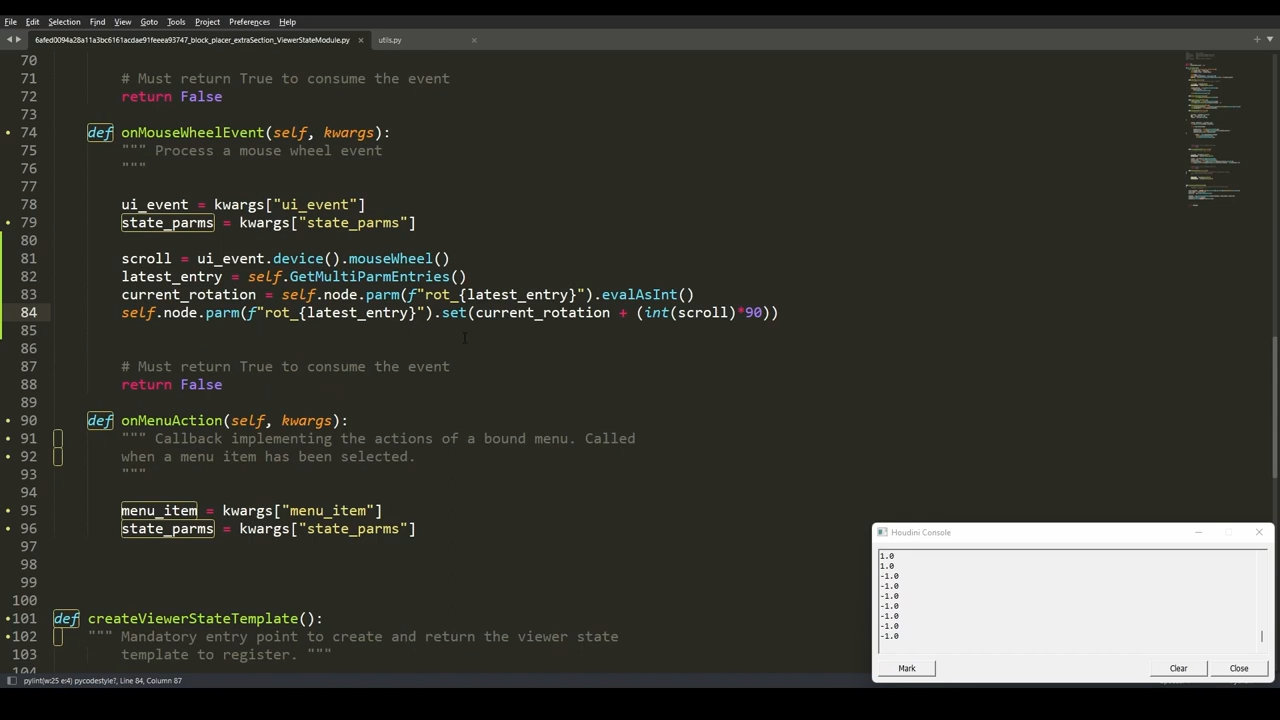 File Edit Selection Find View Goto Tools Project Preferences Help
6afed0094a28a11a3bc6161acdae91feeea93747_block_placer_extraSection_ViewerStateModule.py × utils.py ×
70
71 # Must return True to consume the event
72 return False
73
74 def onMouseWheelEvent(self, kwargs):
75 """ Process a mouse wheel event
76 """
77
78 ui_event = kwargs["ui_event"]
79 state_parms = kwargs["state_parms"]
80
81 scroll = ui_event.device().mouseWheel()
82 latest_entry = self.GetMultiParmEntries()
83 current_rotation = self.node.parm(f"rot_{latest_entry}").evalAsInt()
84 self.node.parm(f"rot_{latest_entry}").set(current_rotation + (int(scroll)*90))
85
86
87 # Must return True to consume the event
88 return False
89
90 def onMenuAction(self, kwargs):
91 """ Callback implementing the actions of a bound menu. Called
92 when a menu item has been selected.
93 """
94
95 menu_item = kwargs["menu_item"]
96 state_parms = kwargs["state_parms"]
97
98
99
100
101 def createViewerStateTemplate():
102 """ Mandatory entry point to create and return the viewer state
103 template to register. """
104
Houdini Console
1.0
1.0
-1.0
-1.0
-1.0
-1.0
-1.0
-1.0
-1.0
Mark Clear Close
pylint(w:25 e:4) pycodestyle?, Line 84, Column 87